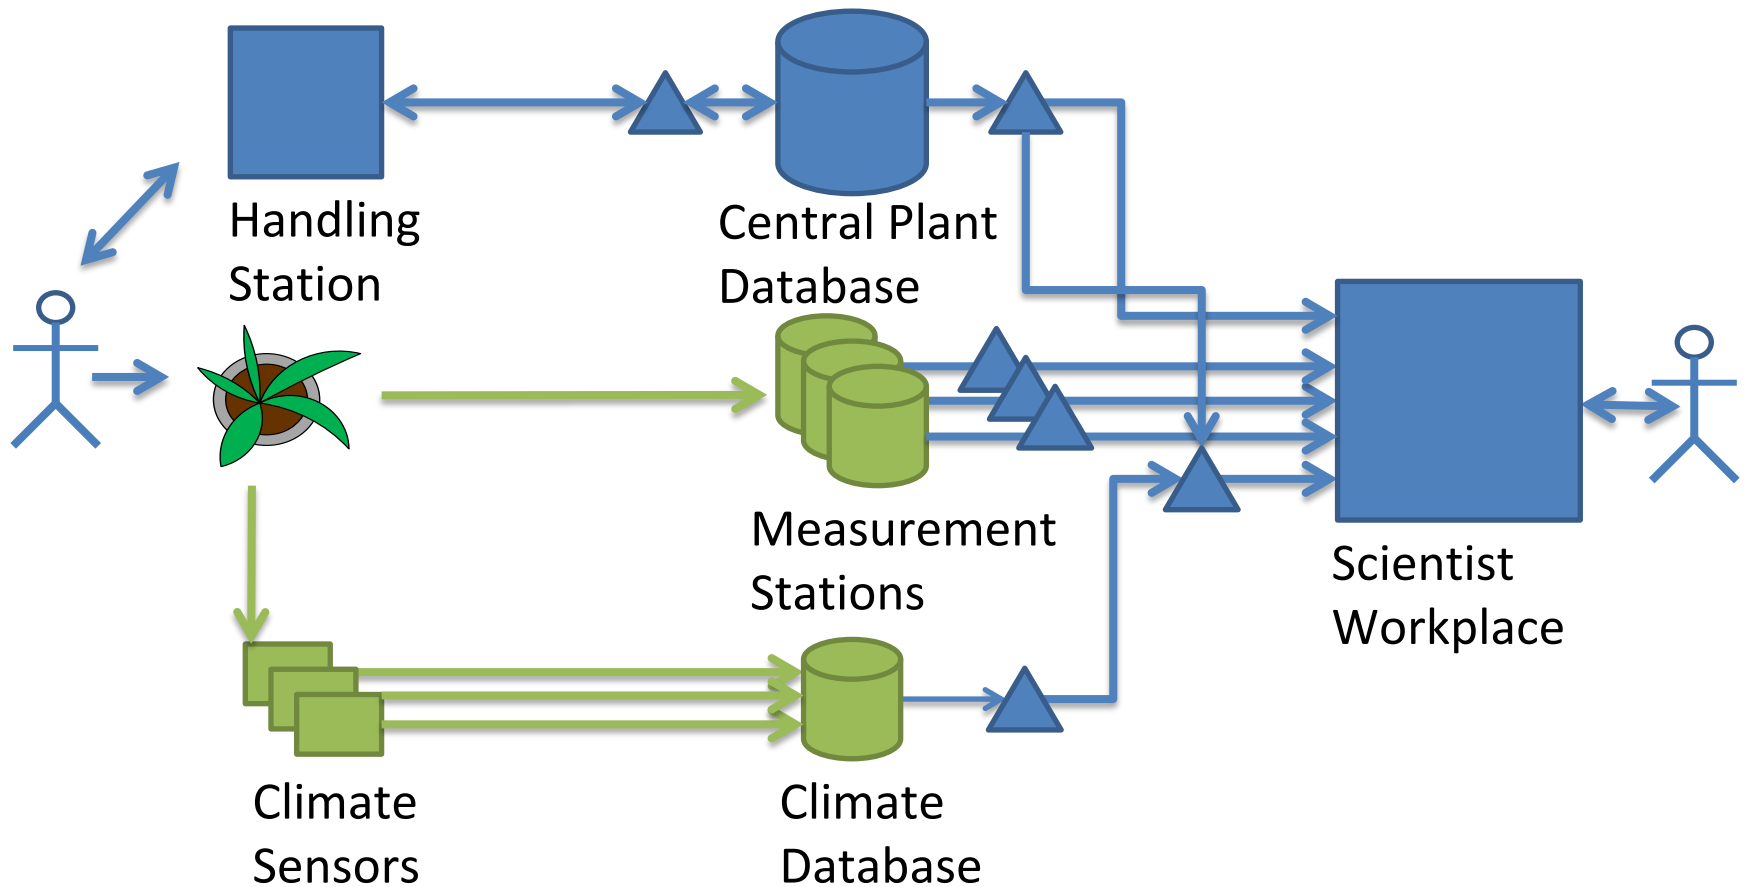 Handling
Station
Central Plant
Database
Measurement
Stations
Scientist
Workplace
Climate
Sensors
Climate
Database